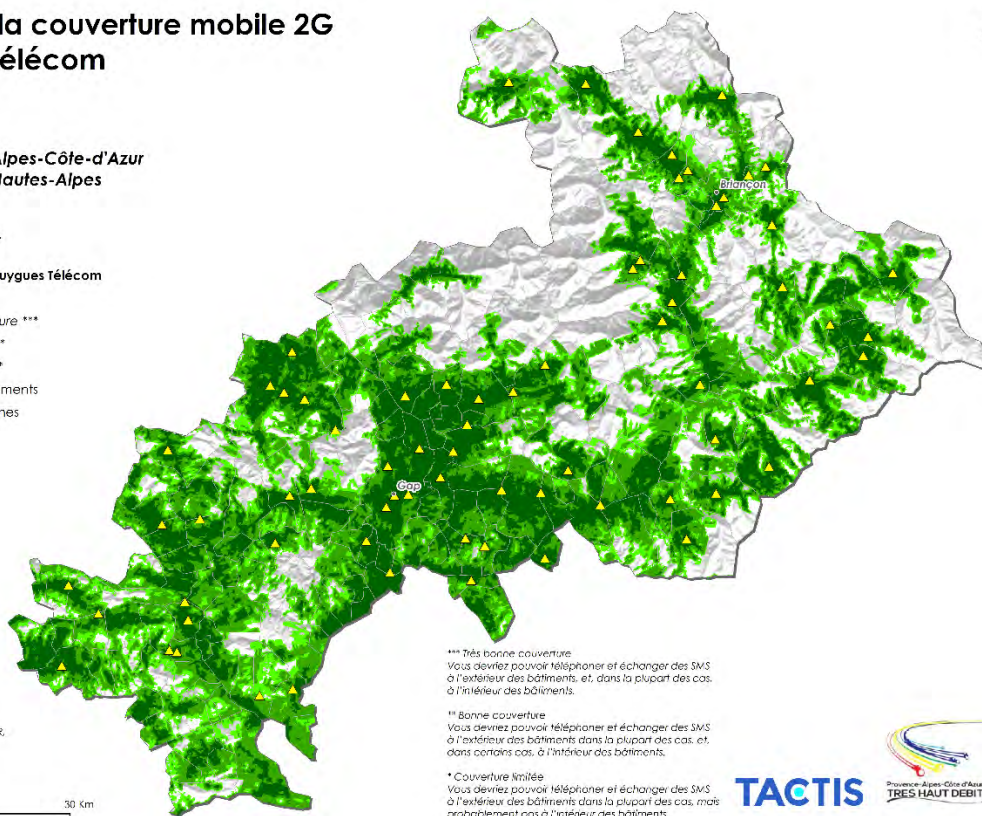 la couverture mobile 2G
élécom
Alpes-Côte-d'Azur
Hautes-Alpes
uygues Télécom
ure ***
*
*
ments
nes
Briançon
Gap
*** Très bonne couverture
Vous devriez pouvoir téléphoner et échanger des SMS
à l'extérieur des bâtiments, et, dans la plupart des cas,
à l'intérieur des bâtiments.
** Bonne couverture
Vous devriez pouvoir téléphoner et échanger des SMS
à l'extérieur des bâtiments dans la plupart des cas, et,
dans certains cas, à l'intérieur des bâtiments.
* Couverture limitée
Vous devriez pouvoir téléphoner et échanger des SMS
à l'extérieur des bâtiments dans la plupart des cas, mais
probablement pas à l'intérieur des bâtiments.
R,
30 Km
TACTIS
Provence-Alpes-Côte d'Azur
TRES HAUT DEBIT